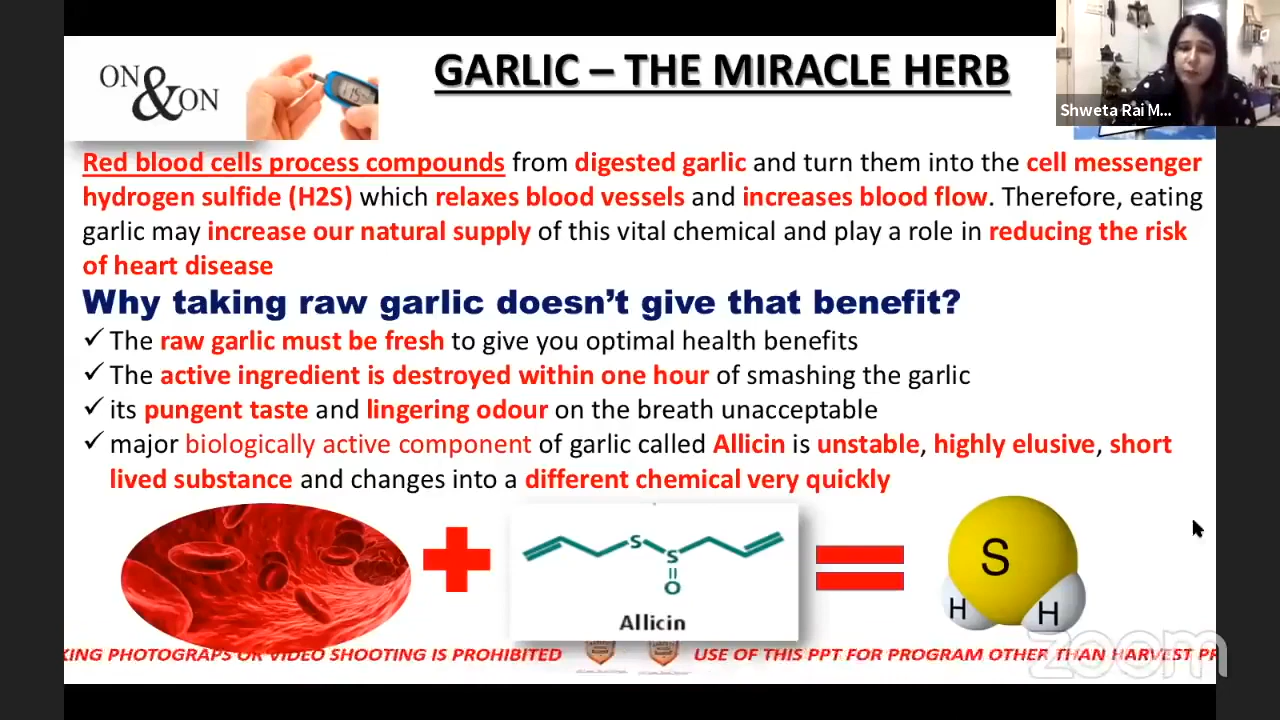 ON & ON
GARLIC – THE MIRACLE HERB
Shweta Rai M...
Red blood cells process compounds from digested garlic and turn them into the cell messenger
hydrogen sulfide (H2S) which relaxes blood vessels and increases blood flow. Therefore, eating
garlic may increase our natural supply of this vital chemical and play a role in reducing the risk
of heart disease
Why taking raw garlic doesn’t give that benefit?
✓ The raw garlic must be fresh to give you optimal health benefits
✓ The active ingredient is destroyed within one hour of smashing the garlic
✓ its pungent taste and lingering odour on the breath unacceptable
✓ major biologically active component of garlic called Allicin is unstable, highly elusive, short
lived substance and changes into a different chemical very quickly
S
S
O
Allicin
S
H
H
KING PHOTOGRAPS OR VIDEO SHOOTING IS PROHIBITED
USE OF THIS PPT FOR PROGRAM OTHER THAN HARVEST PR
zoom